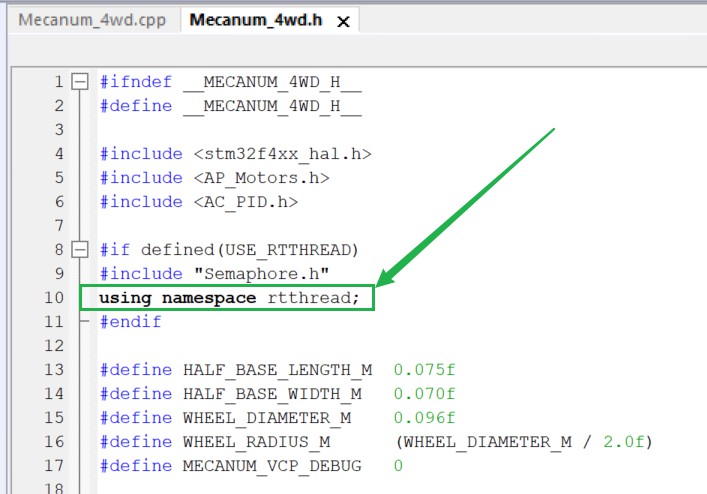 Mecanum_4wd.cpp Mecanum_4wd.h X
1 #ifndef __MECANUM_4WD_H__
2 #define __MECANUM_4WD_H__
3
4 #include <stm32f4xx_hal.h>
5 #include <AP_Motors.h>
6 #include <AC_PID.h>
7
8 #if defined(USE_RTTHREAD)
9 #include "Semaphore.h"
10 using namespace rtthread;
11 #endif
12
13 #define HALF_BASE_LENGTH_M 0.075f
14 #define HALF_BASE_WIDTH_M 0.070f
15 #define WHEEL_DIAMETER_M 0.096f
16 #define WHEEL_RADIUS_M (WHEEL_DIAMETER_M / 2.0f)
17 #define MECANUM_VCP_DEBUG 0
18